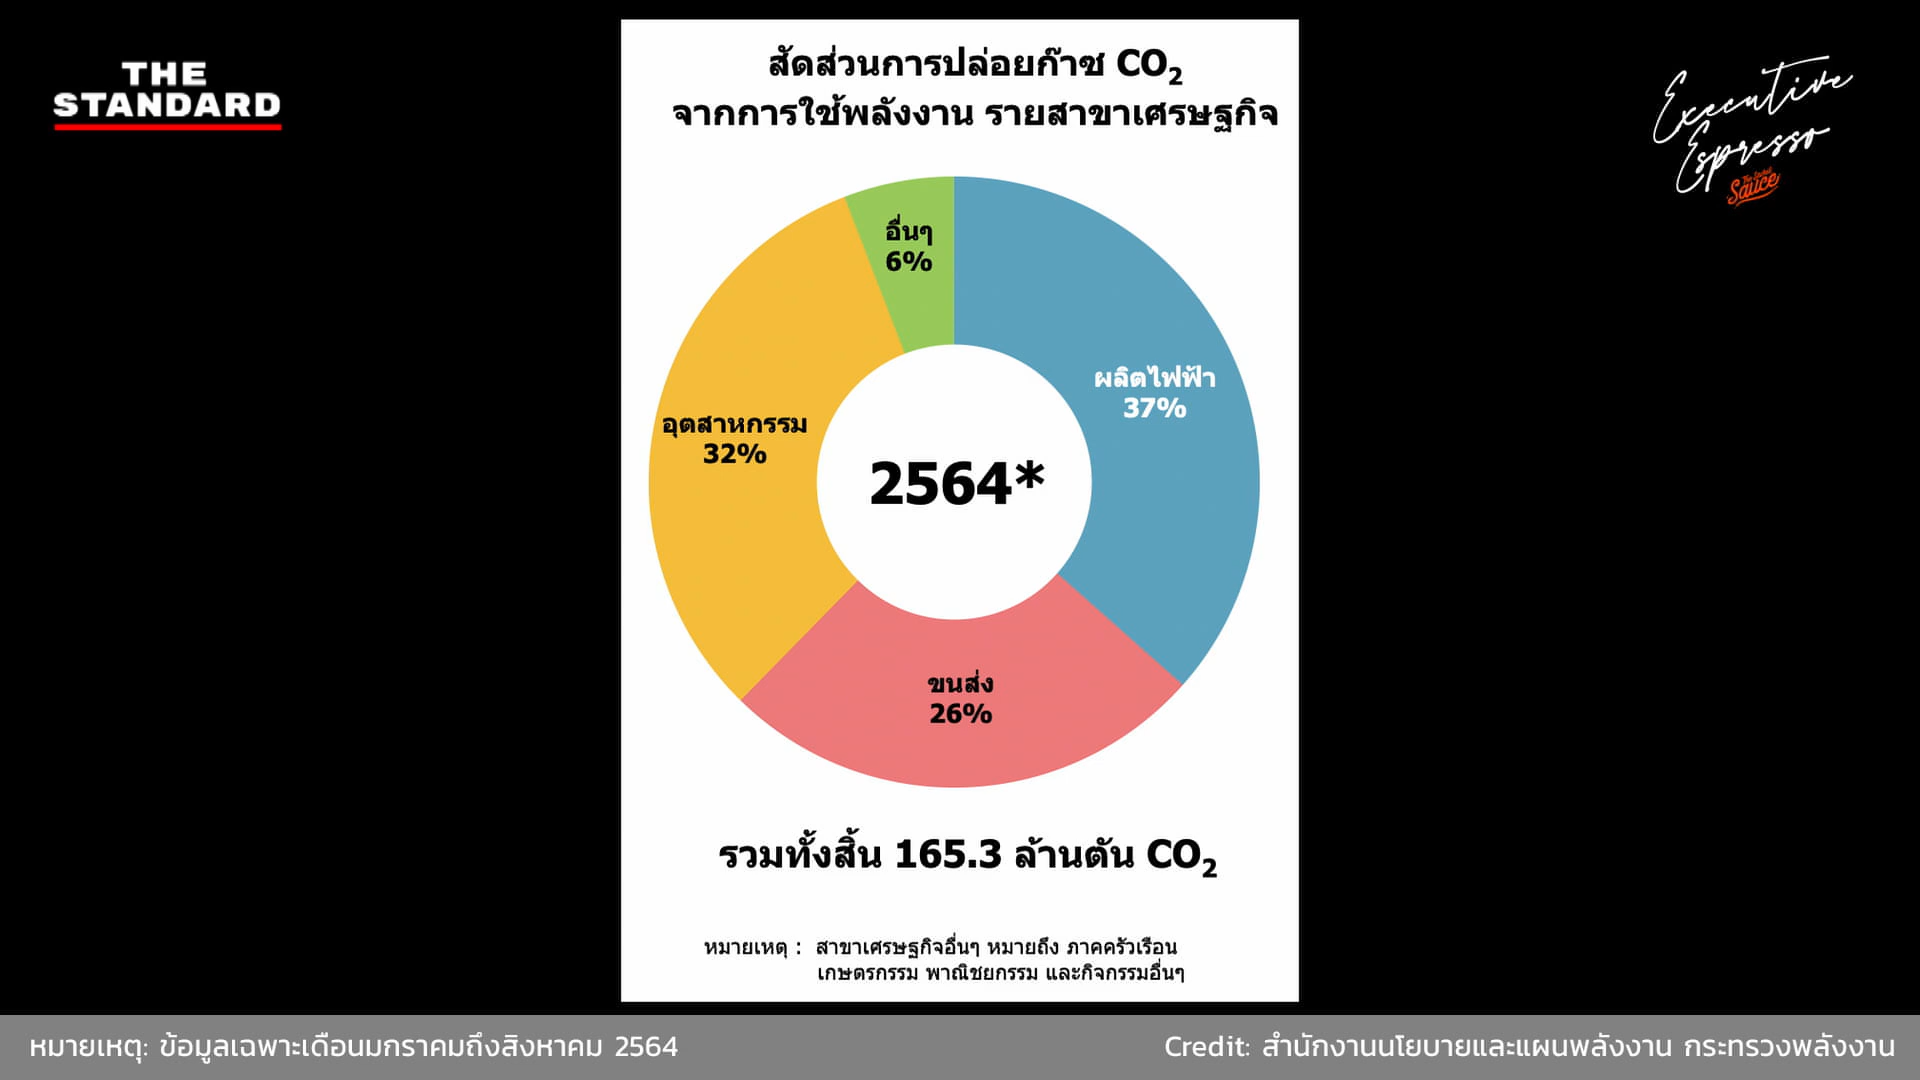 THE
STANDARD
Executive
Espresso
The Secret
Sauce
สัดส่วนการปล่อยก๊าซ CO₂
จากการใช้พลังงาน รายสาขาเศรษฐกิจ
อื่นๆ
6%
ผลิตไฟฟ้า
37%
อุตสาหกรรม
32%
2564*
ขนส่ง
26%
รวมทั้งสิ้น 165.3 ล้านตัน CO₂
หมายเหตุ : สาขาเศรษฐกิจอื่นๆ หมายถึง ภาคครัวเรือน
เกษตรกรรม พาณิชยกรรม และกิจกรรมอื่นๆ
หมายเหตุ: ข้อมูลเฉพาะเดือนมกราคมถึงสิงหาคม 2564
Credit: สำนักงานนโยบายและแผนพลังงาน กระทรวงพลังงาน